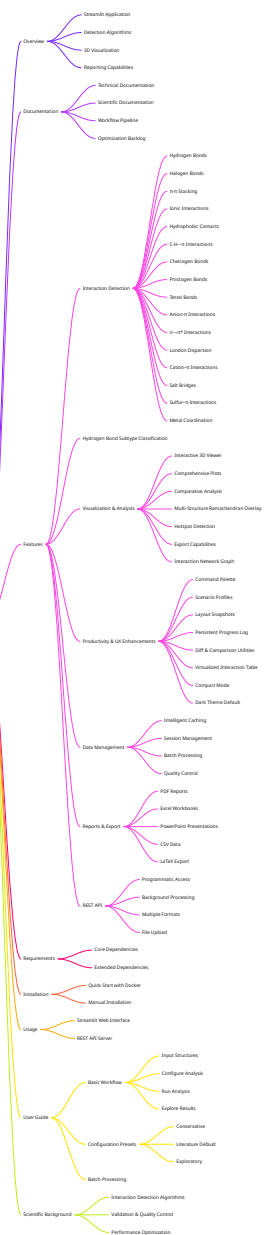 Overview
Streamlit Application
Detection Algorithms
3D Visualization
Reporting Capabilities
Documentation
Technical Documentation
Scientific Documentation
Workflow Pipeline
Optimization Backlog
Features
Interaction Detection
Hydrogen Bonds
Halogen Bonds
π-π Stacking
Ionic Interactions
Hydrophobic Contacts
C-H···π Interactions
Chalcogen Bonds
Pnictogen Bonds
Tetrel Bonds
Anion-π Interactions
n→π* Interactions
London Dispersion
Cation-π Interactions
Salt Bridges
Sulfur-π Interactions
Metal Coordination
Hydrogen Bond Subtype Classification
Visualization & Analysis
Interactive 3D Viewer
Comprehensive Plots
Comparative Analysis
Multi-Structure Ramachandran Overlay
Hotspot Detection
Export Capabilities
Interaction Network Graph
Productivity & UX Enhancements
Command Palette
Scenario Profiles
Layout Snapshots
Persistent Progress Log
Diff & Comparison Utilities
Virtualized Interaction Table
Compact Mode
Dark Theme Default
Data Management
Intelligent Caching
Session Management
Batch Processing
Quality Control
Reports & Export
PDF Reports
Excel Workbooks
PowerPoint Presentations
CSV Data
LaTeX Export
REST API
Programmatic Access
Background Processing
Multiple Formats
File Upload
Requirements
Core Dependencies
Extended Dependencies
Installation
Quick Start with Docker
Manual Installation
Usage
Streamlit Web Interface
REST API Server
User Guide
Basic Workflow
Input Structures
Configure Analysis
Run Analysis
Explore Results
Configuration Presets
Conservative
Literature Default
Exploratory
Batch Processing
Scientific Background
Interaction Detection Algorithms
Validation & Quality Control
Performance Optimization